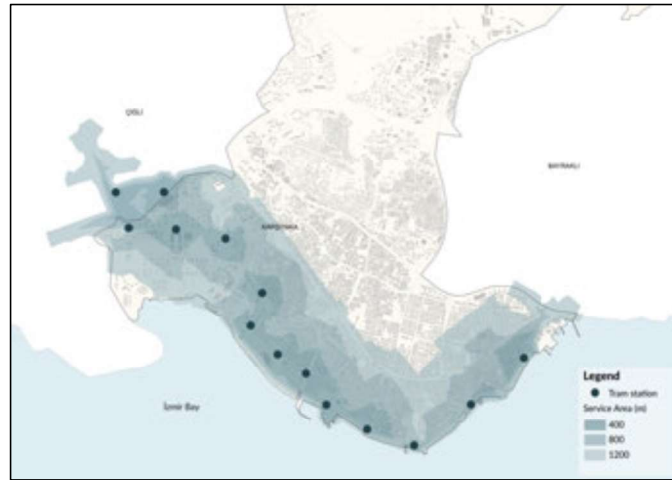 ÇİĞLİ
BAYRAKLI
KARŞIYAKA
İzmir Bay
Legend
Tram station
Service Area (m)
400
800
1200